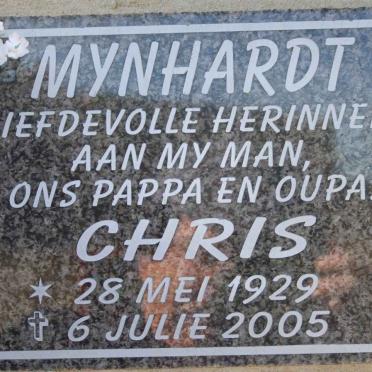 MYNHARDT
IEFDEVOLLE HERINNE
AAN MY MAN,
ONS PAPPA EN OUPA.
CHRIS
* 28 MEI 1929
✝ 6 JULIE 2005